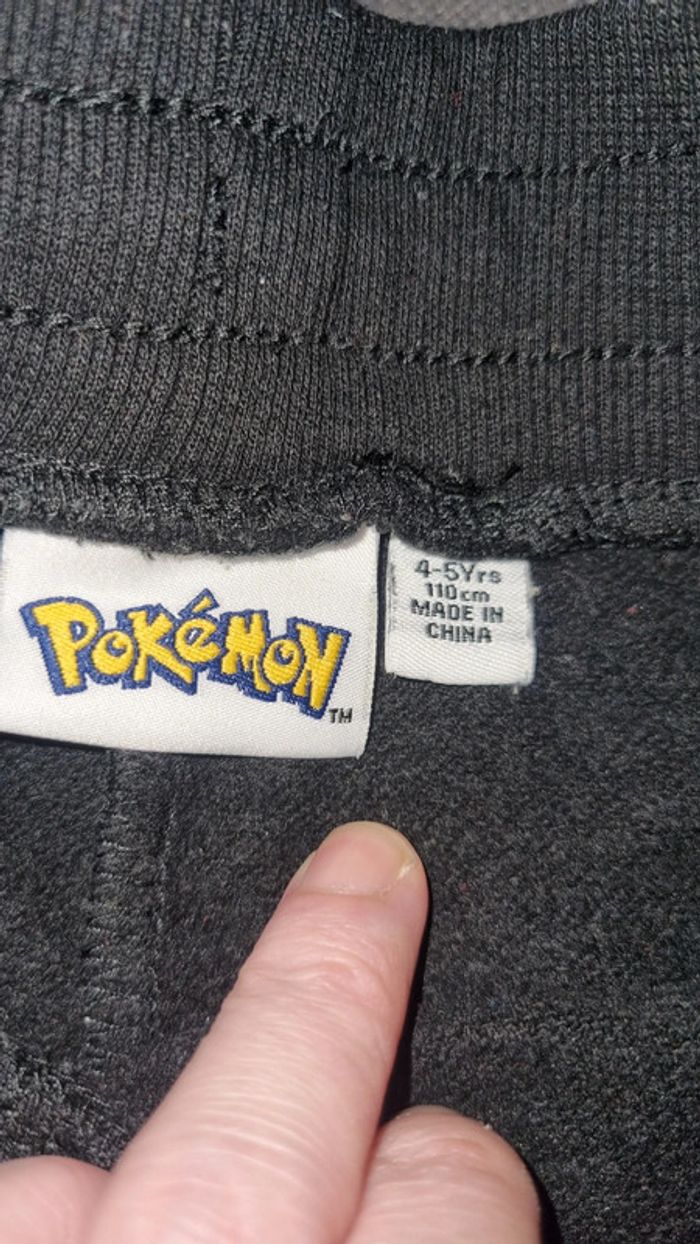 POKéMON
TM
4-5Yrs
110cm
MADE IN
CHINA